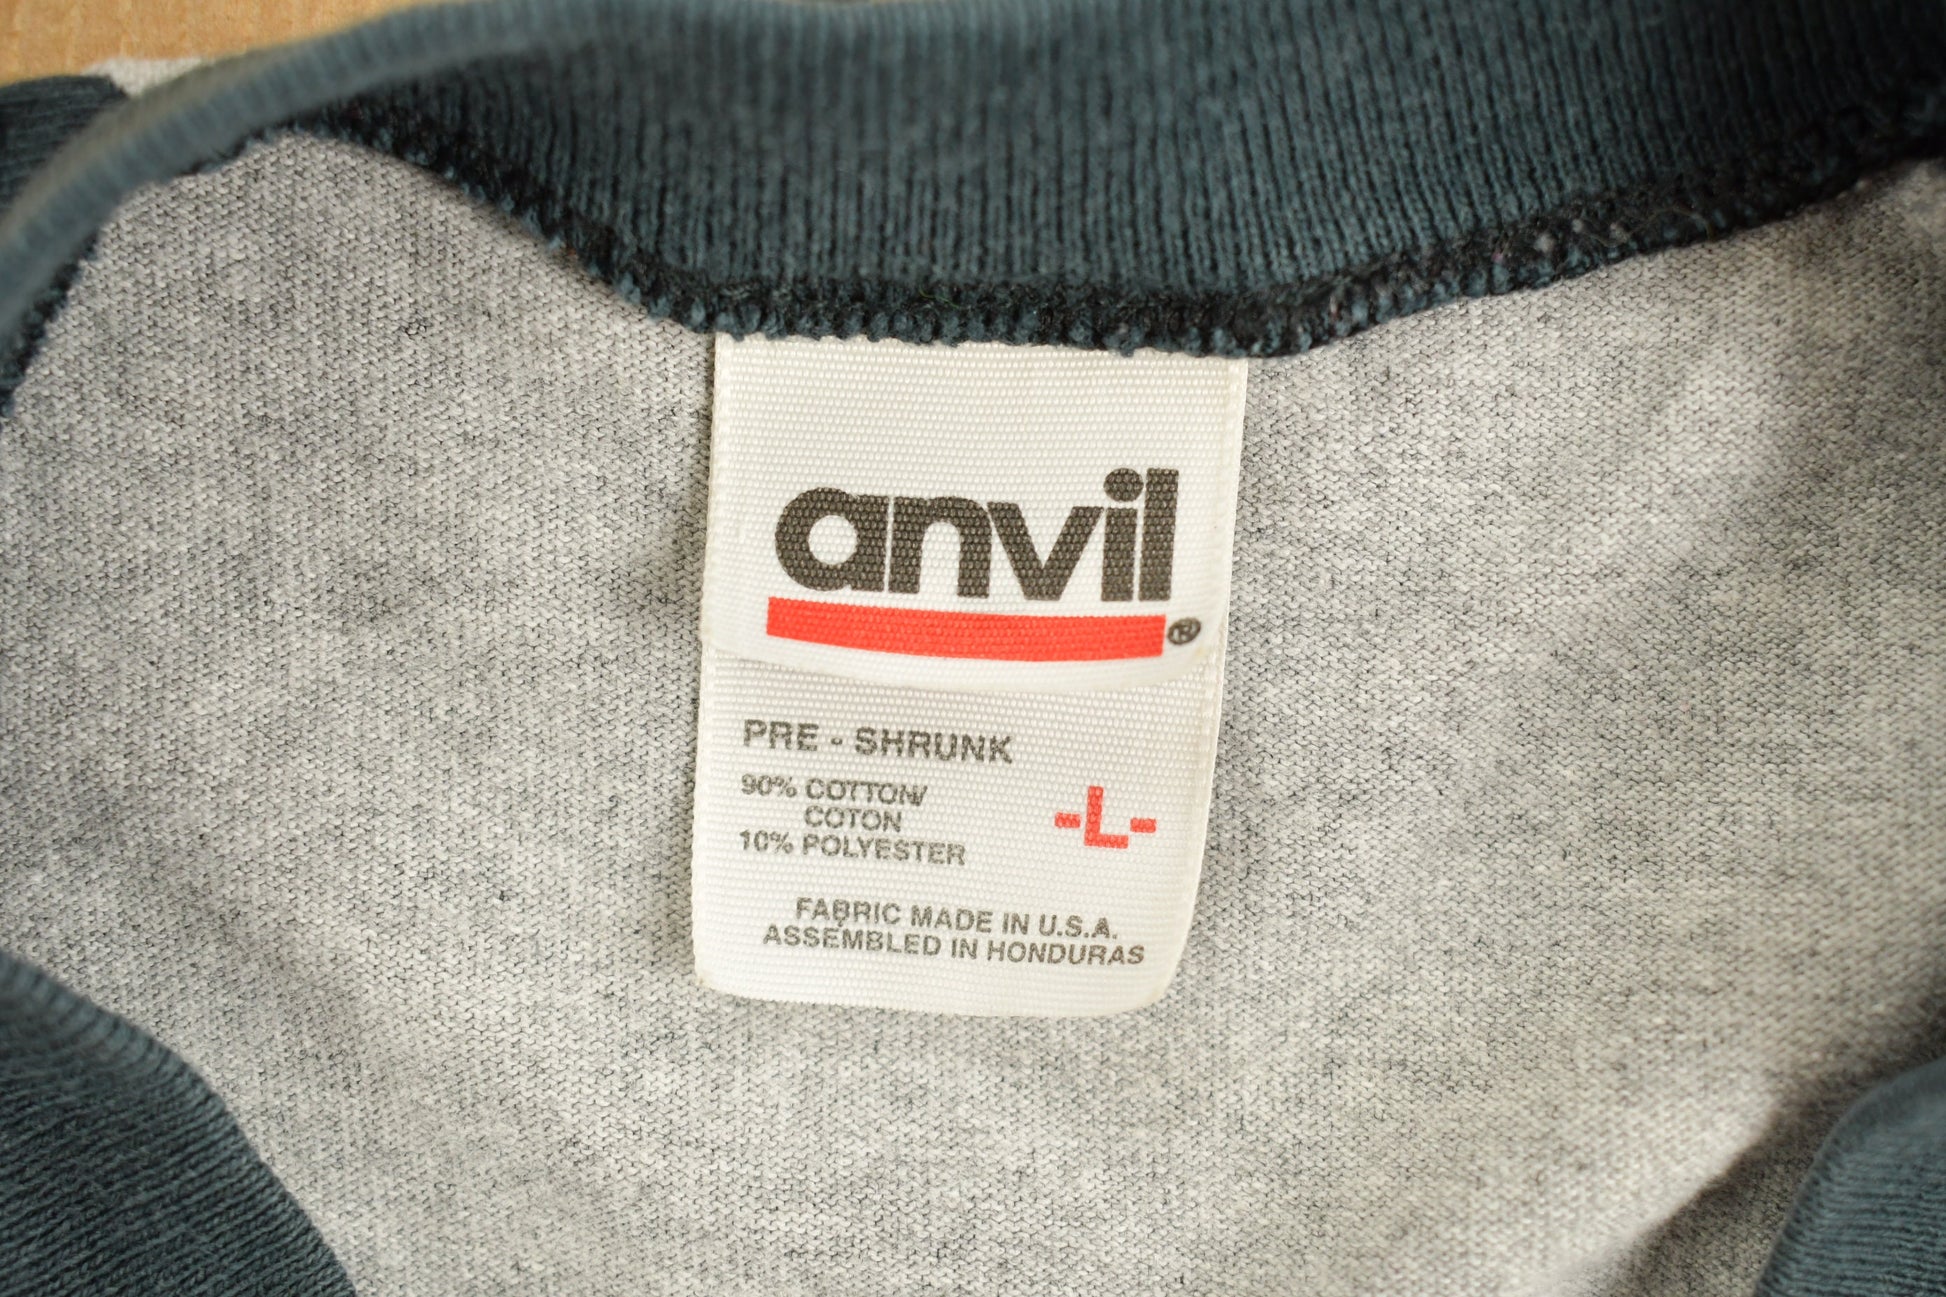 anvil®
PRE - SHRUNK
90% COTTON/
COTON
10% POLYESTER
-L-
FABRIC MADE IN U.S.A.
ASSEMBLED IN HONDURAS